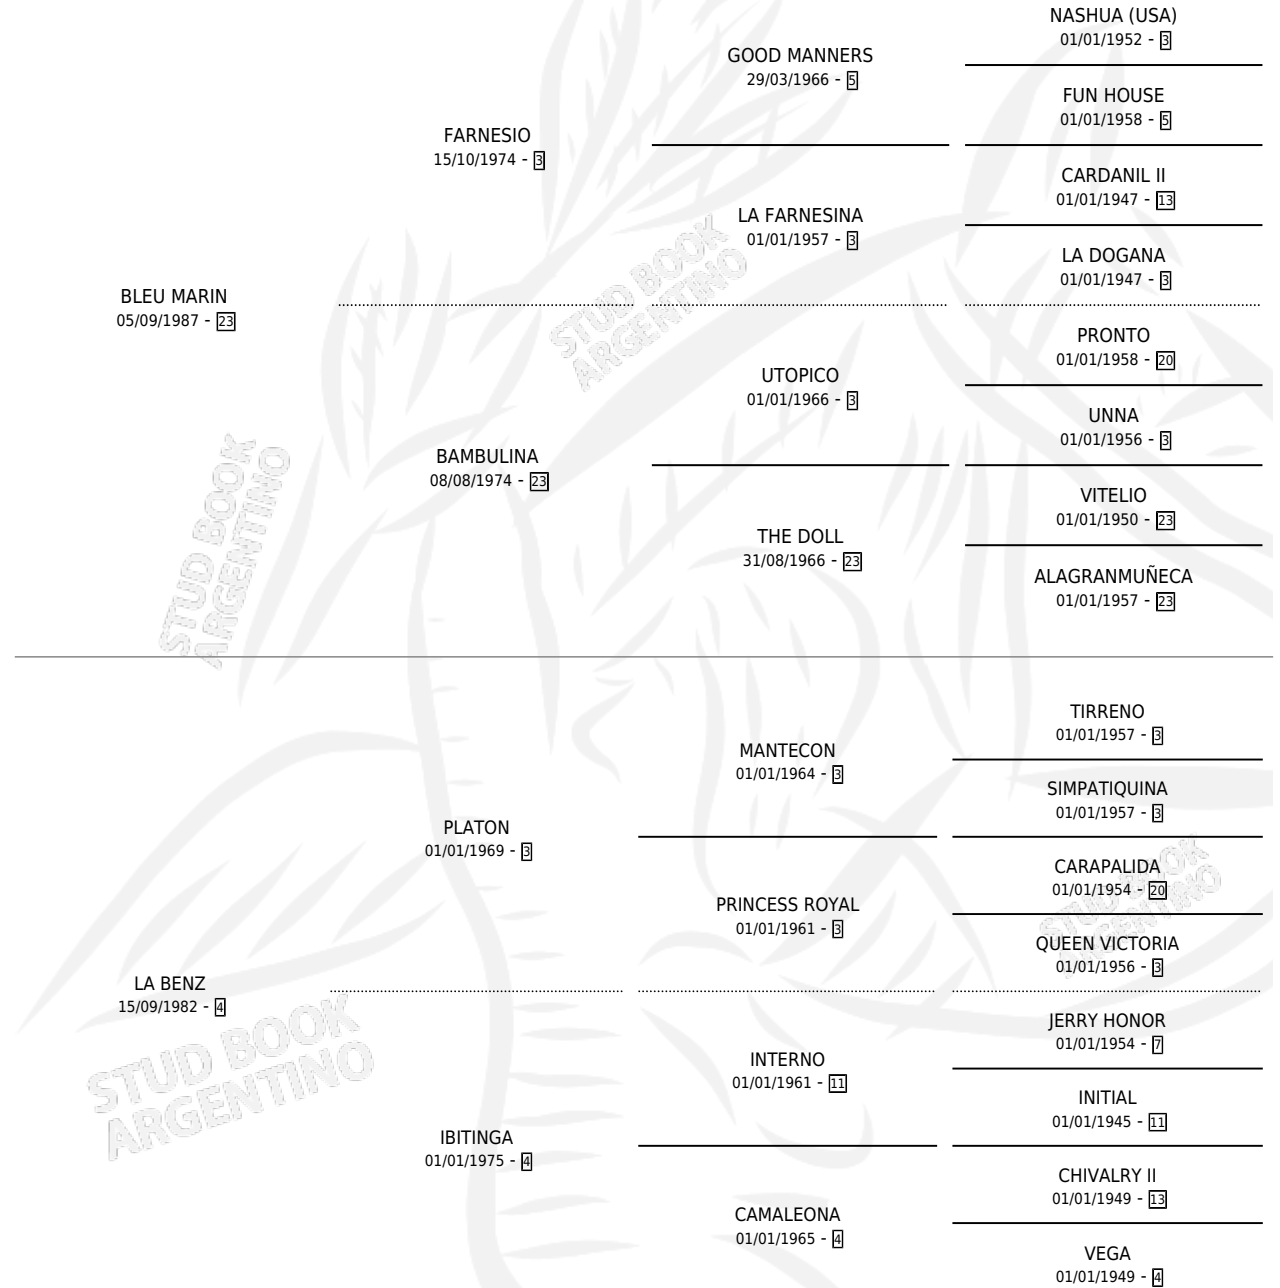 NASHUA (USA)
01/01/1952 - 3
GOOD MANNERS
29/03/1966 - 5
FUN HOUSE
01/01/1958 - 5
FARNESIO
15/10/1974 - 3
CARDANIL II
01/01/1947 - 13
LA FARNESINA
01/01/1957 - 3
LA DOGANA
01/01/1947 - 3
BLEU MARIN
05/09/1987 - 23
PRONTO
01/01/1958 - 20
UTOPICO
01/01/1966 - 3
UNNA
01/01/1956 - 3
BAMBULINA
08/08/1974 - 23
VITELIO
01/01/1950 - 23
THE DOLL
31/08/1966 - 23
ALAGRANMUÑECA
01/01/1957 - 23
STUD BOOK
ARGENTINO
STUD BOOK
ARGENTINO
TIRRENO
01/01/1957 - 3
MANTECON
01/01/1964 - 3
SIMPATIQUINA
01/01/1957 - 3
PLATON
01/01/1969 - 3
CARAPALIDA
01/01/1954 - 20
PRINCESS ROYAL
01/01/1961 - 3
QUEEN VICTORIA
01/01/1956 - 3
LA BENZ
15/09/1982 - 4
JERRY HONOR
01/01/1954 - 7
INTERNO
01/01/1961 - 11
INITIAL
01/01/1945 - 11
IBITINGA
01/01/1975 - 4
CHIVALRY II
01/01/1949 - 13
CAMALEONA
01/01/1965 - 4
VEGA
01/01/1949 - 4
STUD BOOK
ARGENTINO
STUD BOOK
ARGENTINO